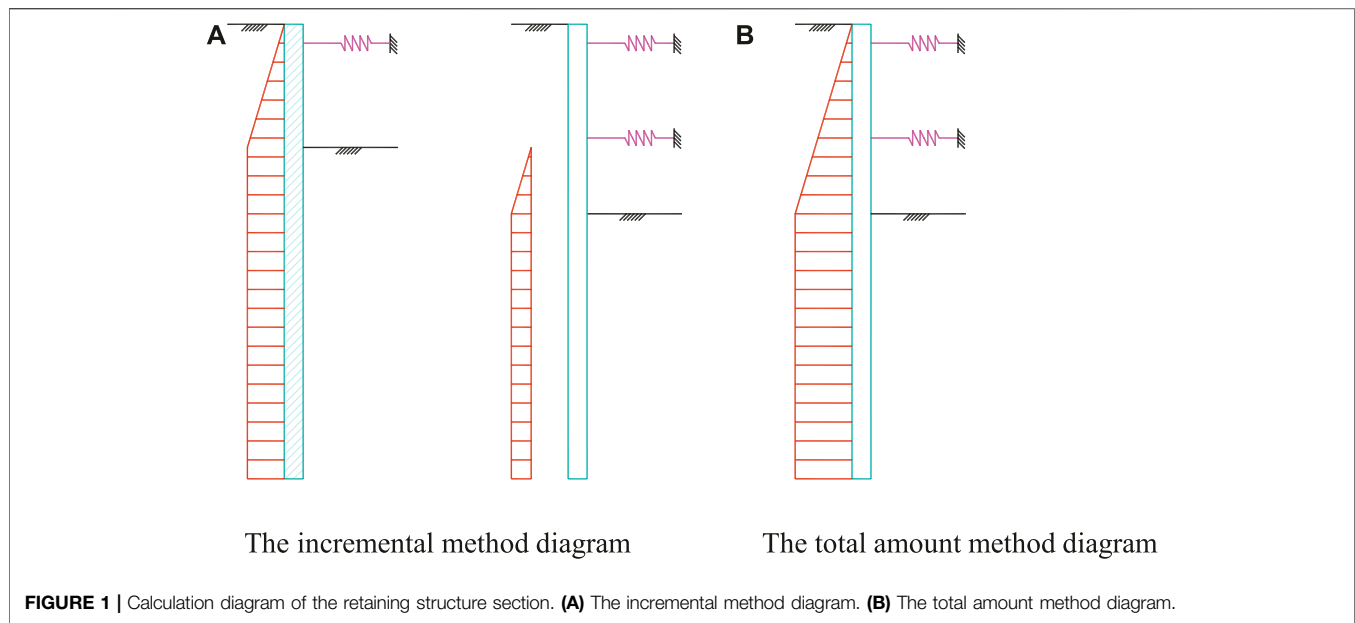 A
B
The incremental method diagram
The total amount method diagram
FIGURE 1 | Calculation diagram of the retaining structure section. (A) The incremental method diagram. (B) The total amount method diagram.